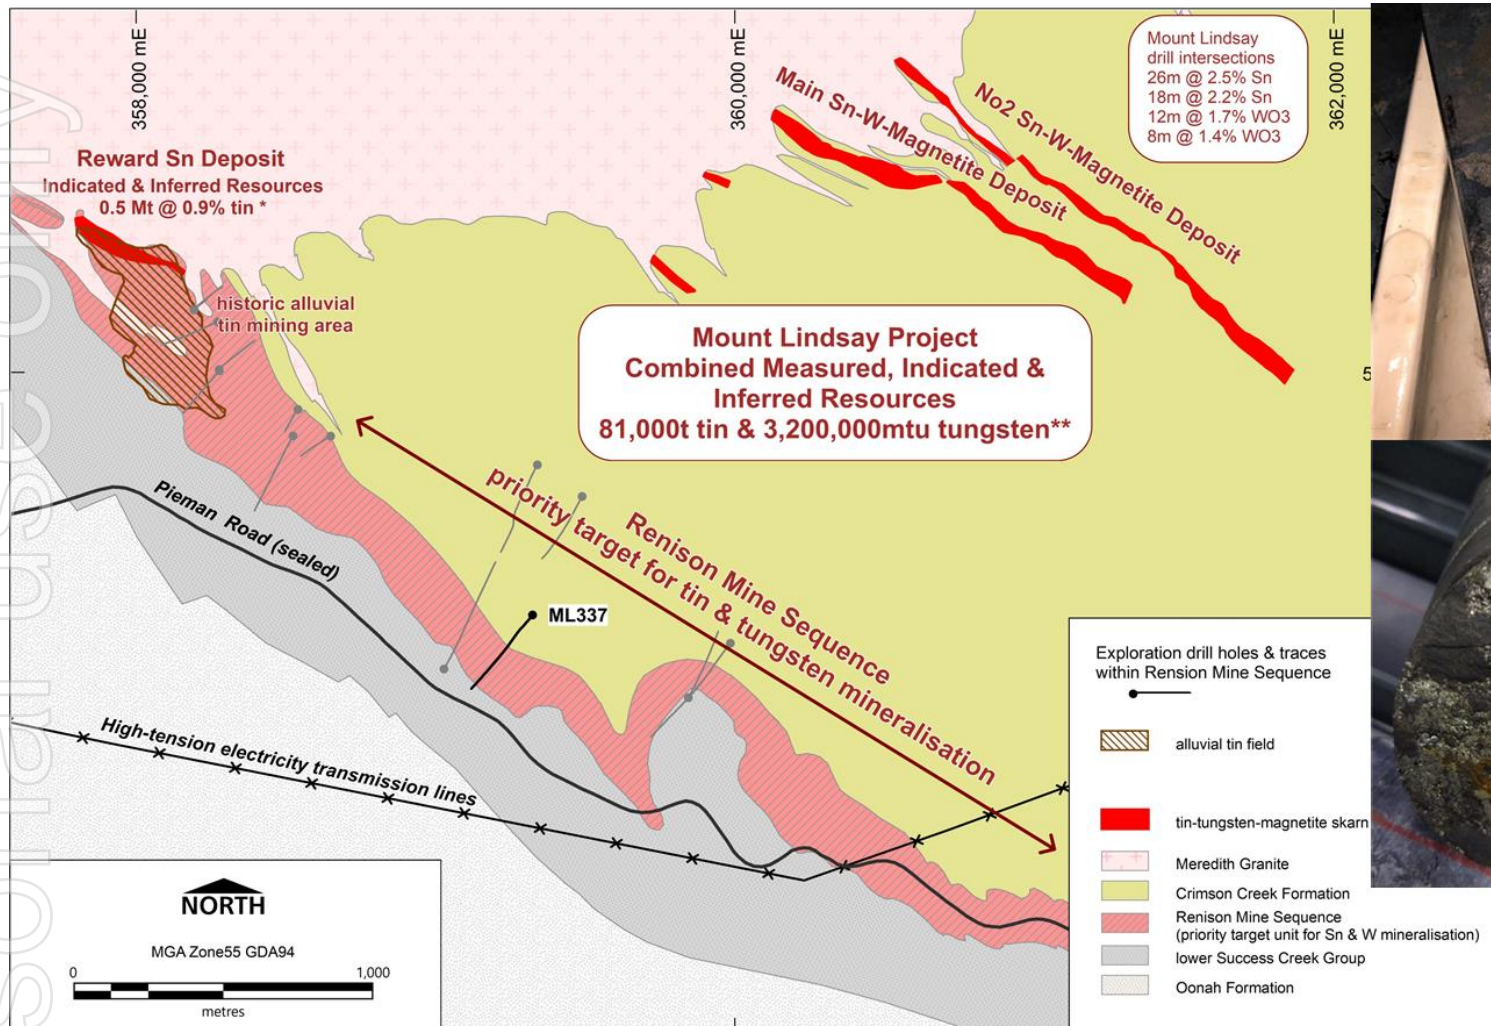 358,000 mE
360,000 mE
362,000 mE
Mount Lindsay
drill intersections
26m @ 2.5% Sn
18m @ 2.2% Sn
12m @ 1.7% WO3
8m @ 1.4% WO3
Main Sn-W-Magnetite Deposit
No2 Sn-W-Magnetite Deposit
Reward Sn Deposit
Indicated & Inferred Resources
0.5 Mt @ 0.9% tin *
historic alluvial
tin mining area
Mount Lindsay Project
Combined Measured, Indicated &
Inferred Resources
81,000t tin & 3,200,000mtu tungsten**
5
Renison Mine Sequence
priority target for tin & tungsten mineralisation
Pieman Road (sealed)
ML337
High-tension electricity transmission lines
Exploration drill holes & traces
within Rension Mine Sequence
alluvial tin field
tin-tungsten-magnetite skarn
Meredith Granite
Crimson Creek Formation
Renison Mine Sequence
(priority target unit for Sn & W mineralisation)
lower Success Creek Group
Oonah Formation
NORTH
MGA Zone55 GDA94
0 1,000
metres
sonal use only